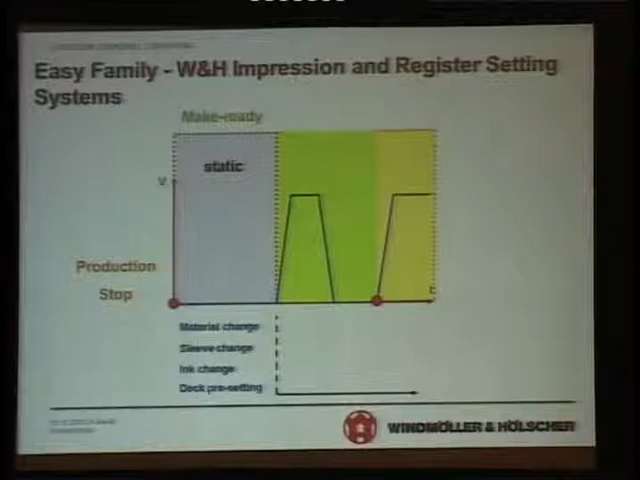 Easy Family - W&H Impression and Register Setting
Systems
Make-ready
static
V
Production
Stop
t
Material change
Sleeve change
Ink change
Deck pre-setting
WINDMÖLLER & HÖLSCHER